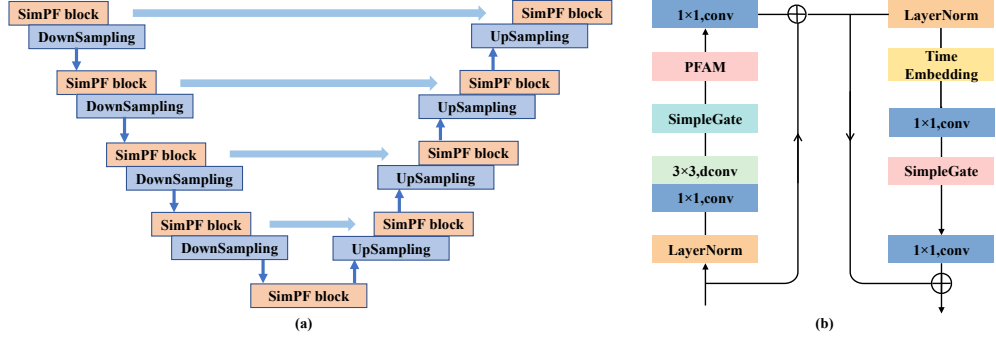 SimPF block
SimPF block
DownSampling
UpSampling
SimPF block
SimPF block
DownSampling
UpSampling
SimPF block
SimPF block
DownSampling
UpSampling
SimPF block
SimPF block
DownSampling
UpSampling
SimPF block
(a)
1×1,conv
PFAM
SimpleGate
3×3,dconv
1×1,conv
LayerNorm
LayerNorm
Time
Embedding
1×1,conv
SimpleGate
1×1,conv
(b)